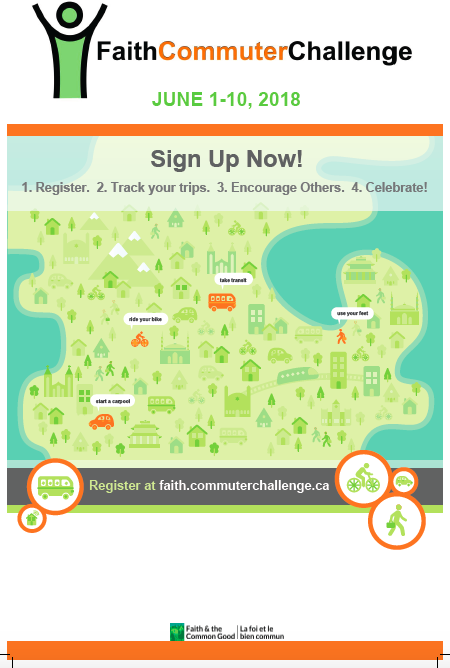 FaithCommuterChallenge
JUNE 1-10, 2018
Sign Up Now!
1. Register. 2. Track your trips. 3. Encourage Others. 4. Celebrate!
take transit
ride your bike
use your feet
start a carpool
Register at faith.commuterchallenge.ca
Faith & the Common Good
La foi et le bien commun